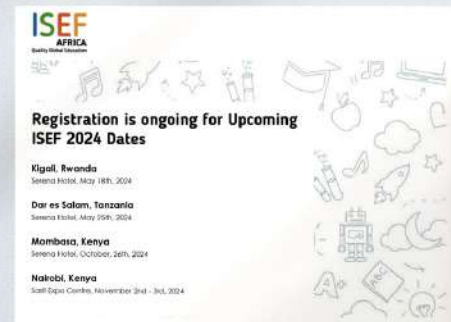 ISEF
AFRICA
Quality Global Education
Registration is ongoing for Upcoming
ISEF 2024 Dates
Kigali, Rwanda
Serena Hotel, May 18th, 2024
Dar es Salam, Tanzania
Serena Hotel, May 25th, 2024
Mombasa, Kenya
Serena Hotel, October, 26th, 2024
Nairobi, Kenya
Sarit Expo Centre, November 2nd - 3rd, 2024
A+
ABC